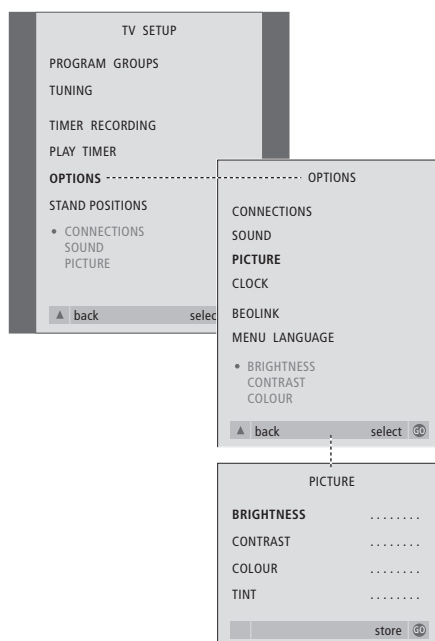 TV SETUP
PROGRAM GROUPS
TUNING
TIMER RECORDING
PLAY TIMER
OPTIONS
STAND POSITIONS
• CONNECTIONS
SOUND
PICTURE
▲ back selec
OPTIONS
CONNECTIONS
SOUND
PICTURE
CLOCK
BEOLINK
MENU LANGUAGE
• BRIGHTNESS
CONTRAST
COLOUR
▲ back select GO
PICTURE
BRIGHTNESS ........
CONTRAST ........
COLOUR ........
TINT ........
store GO